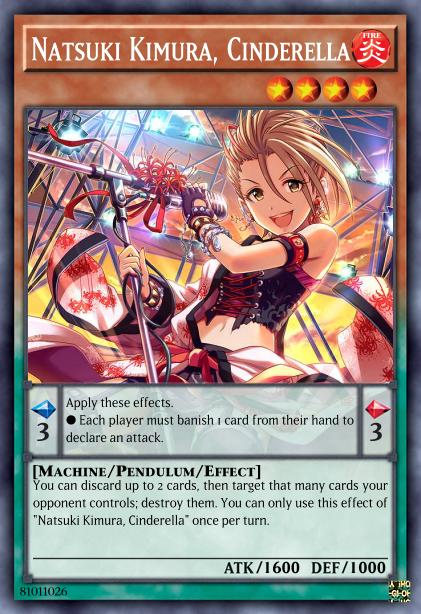 Natsuki Kimura, Cinderella
FIRE
炎
Apply these effects.
● Each player must banish 1 card from their hand to
declare an attack.
3
3
[Machine/Pendulum/Effect]
You can discard up to 2 cards, then target that many cards your
opponent controls; destroy them. You can only use this effect of
"Natsuki Kimura, Cinderella" once per turn.
ATK/1600 DEF/1000
81011026